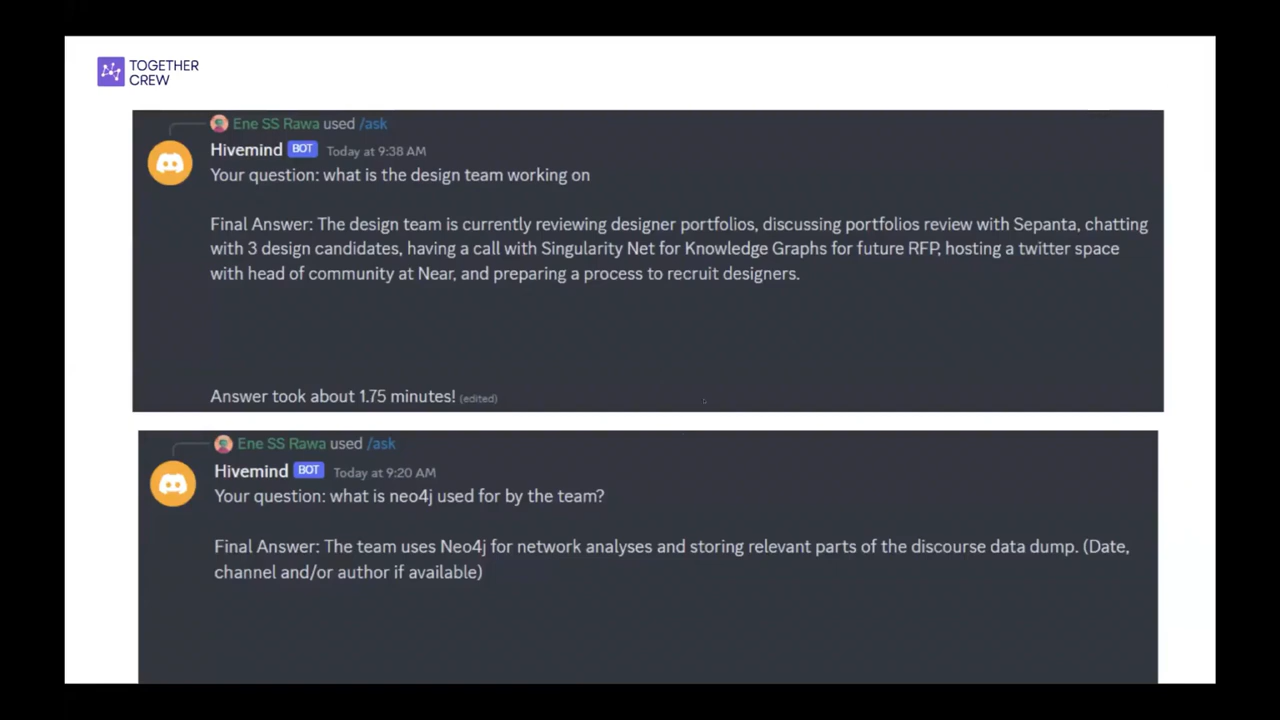 TOGETHER
CREW
Ene SS Rawa used /ask
Hivemind BOT Today at 9:38 AM
Your question: what is the design team working on
Final Answer: The design team is currently reviewing designer portfolios, discussing portfolios review with Sepanta, chatting
with 3 design candidates, having a call with Singularity Net for Knowledge Graphs for future RFP, hosting a twitter space
with head of community at Near, and preparing a process to recruit designers.
Answer took about 1.75 minutes! (edited)
Ene SS Rawa used /ask
Hivemind BOT Today at 9:20 AM
Your question: what is neo4j used for by the team?
Final Answer: The team uses Neo4j for network analyses and storing relevant parts of the discourse data dump. (Date,
channel and/or author if available)